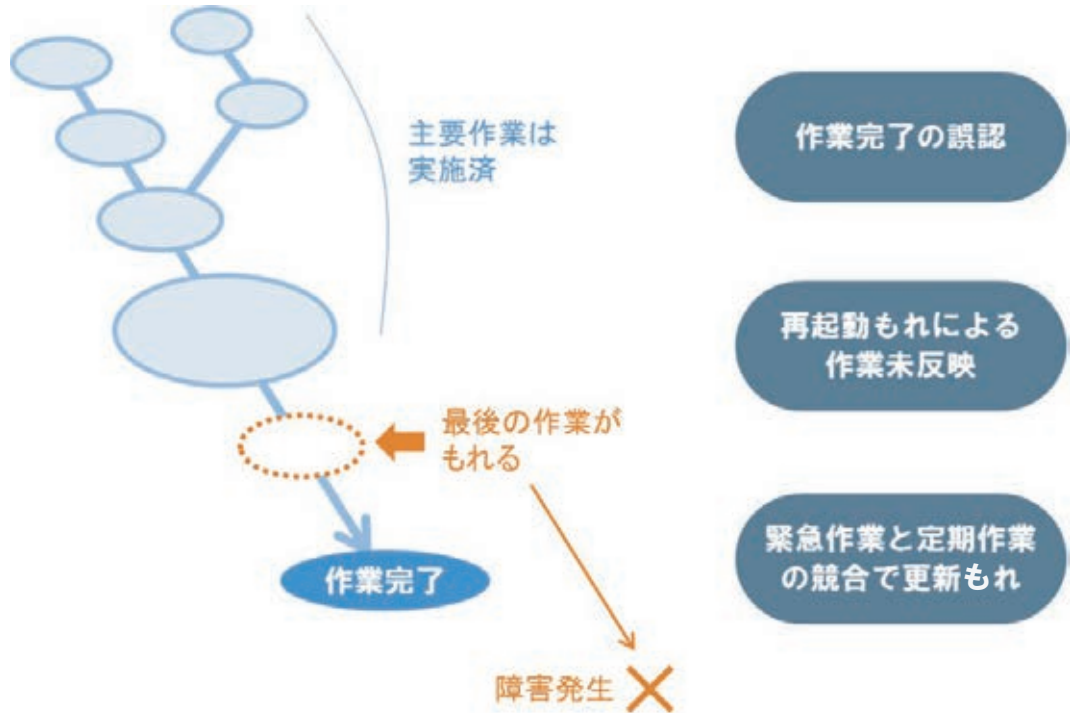 主要作業は
実施済
最後の作業が
もれる
作業完了
障害発生
作業完了の誤認
再起動もれによる
作業未反映
緊急作業と定期作業
の競合で更新もれ